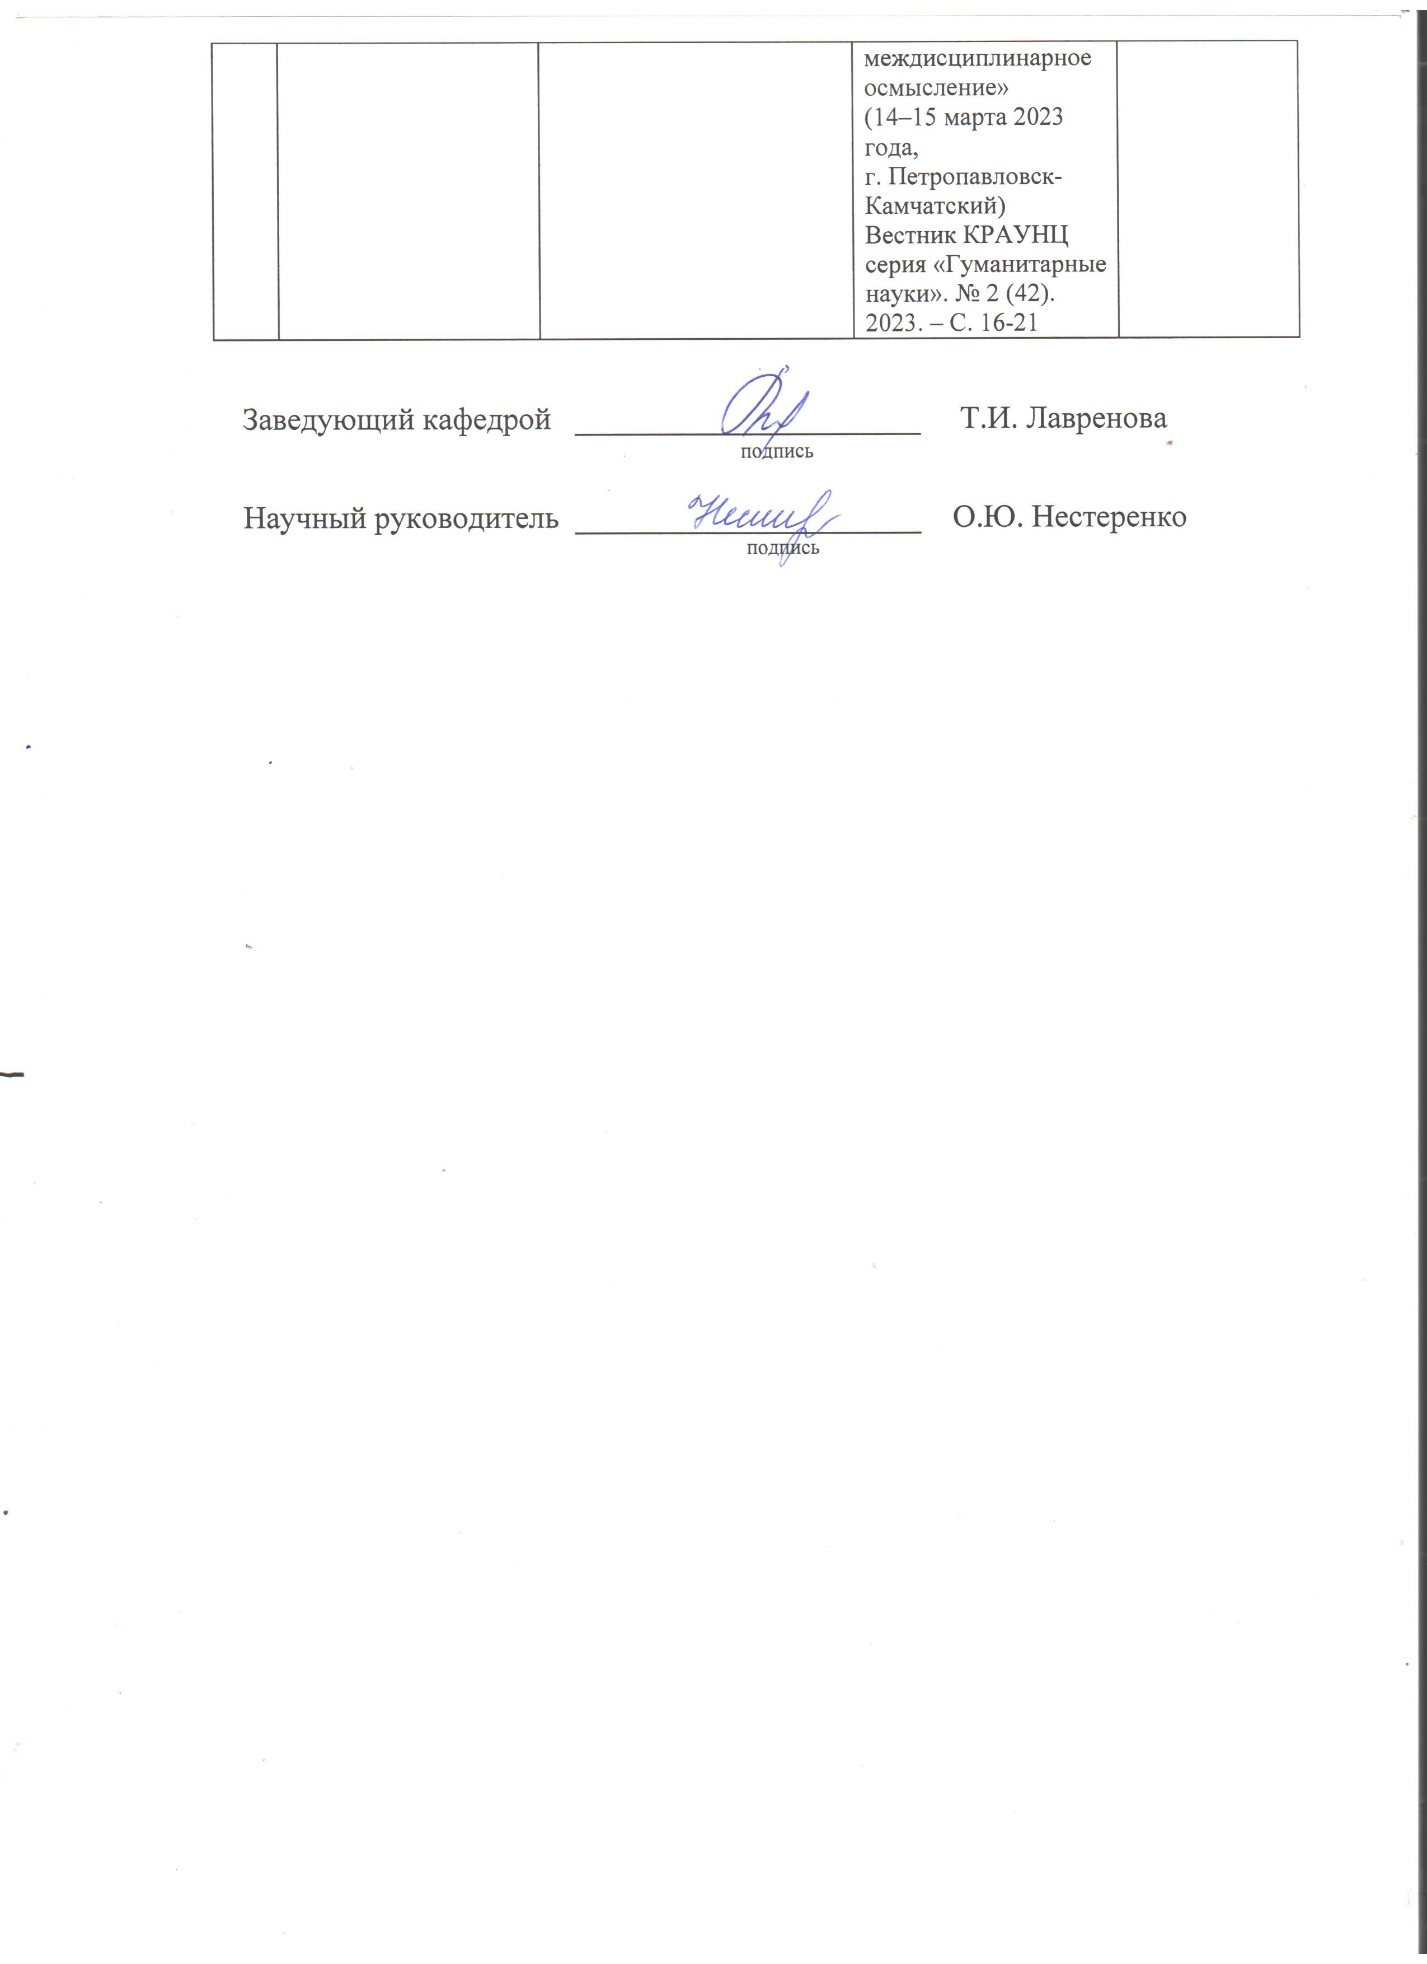 междисциплинарное
осмысление»
(14–15 марта 2023
года,
г. Петропавловск-
Камчатский)
Вестник КРАУНЦ
серия «Гуманитарные
науки». № 2 (42).
2023. – С. 16-21
Заведующий кафедрой Т.И. Лавренова
подпись
Научный руководитель О.Ю. Нестеренко
подпись